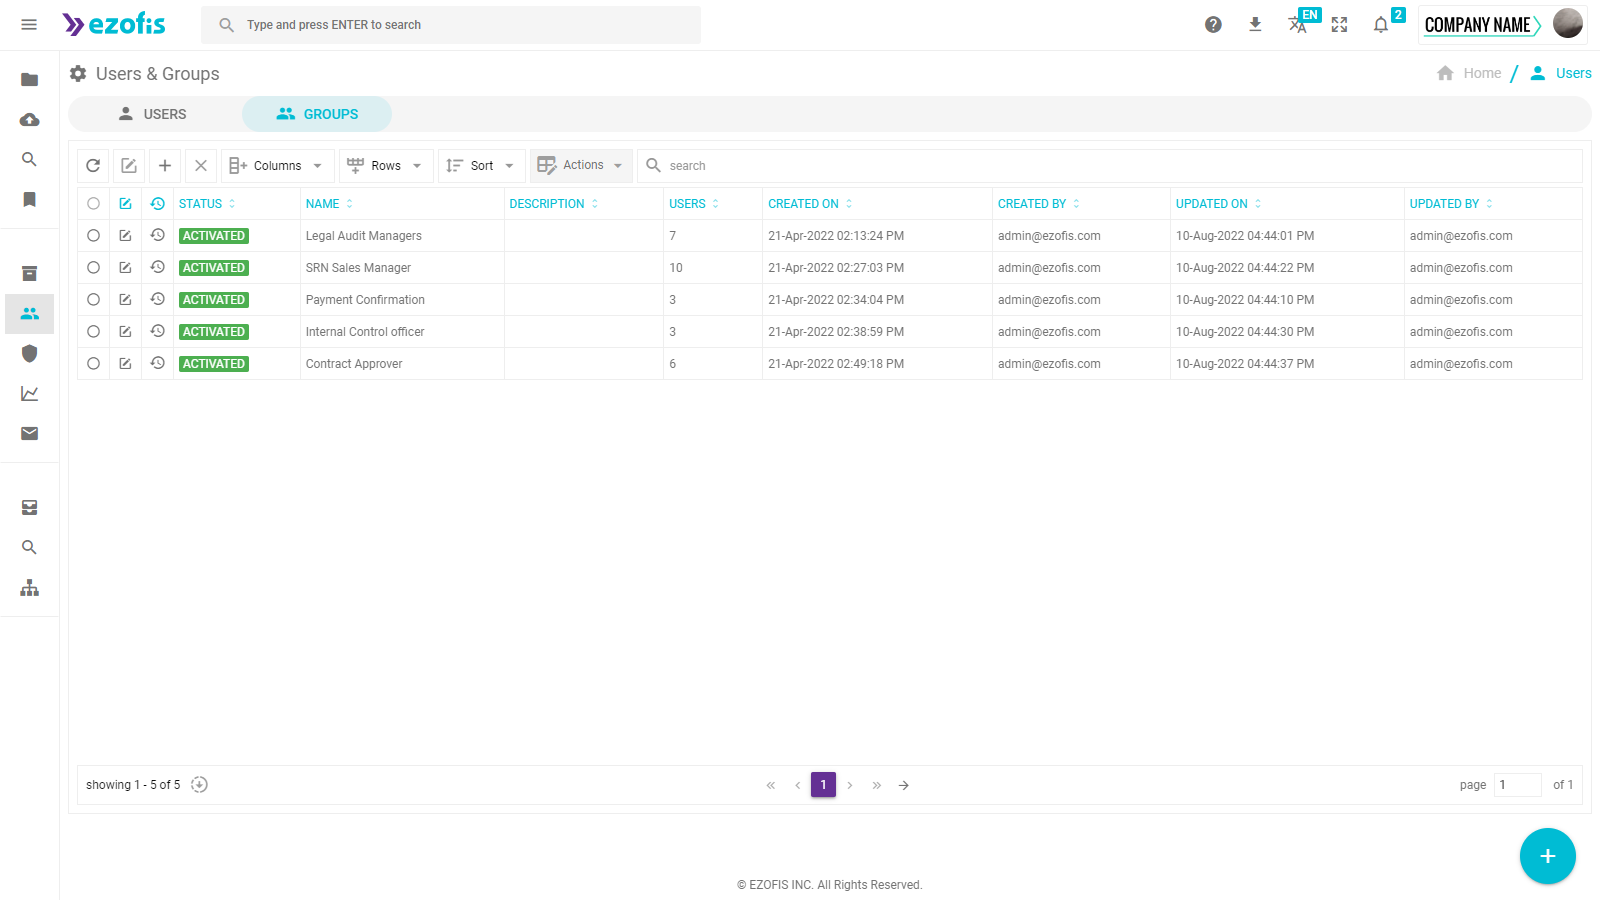 ezofis
Type and press ENTER to search
EN
2
COMPANY NAME
Users & Groups
Home / Users
USERS
GROUPS
Columns
Rows
Sort
Actions
search
STATUS NAME DESCRIPTION USERS CREATED ON CREATED BY UPDATED ON UPDATED BY
ACTIVATED Legal Audit Managers 7 21-Apr-2022 02:13:24 PM admin@ezofis.com 10-Aug-2022 04:44:01 PM admin@ezofis.com
ACTIVATED SRN Sales Manager 10 21-Apr-2022 02:27:03 PM admin@ezofis.com 10-Aug-2022 04:44:22 PM admin@ezofis.com
ACTIVATED Payment Confirmation 3 21-Apr-2022 02:34:04 PM admin@ezofis.com 10-Aug-2022 04:44:10 PM admin@ezofis.com
ACTIVATED Internal Control officer 3 21-Apr-2022 02:38:59 PM admin@ezofis.com 10-Aug-2022 04:44:30 PM admin@ezofis.com
ACTIVATED Contract Approver 6 21-Apr-2022 02:49:18 PM admin@ezofis.com 10-Aug-2022 04:44:37 PM admin@ezofis.com
showing 1 - 5 of 5
1
page 1 of 1
© EZOFIS INC. All Rights Reserved.